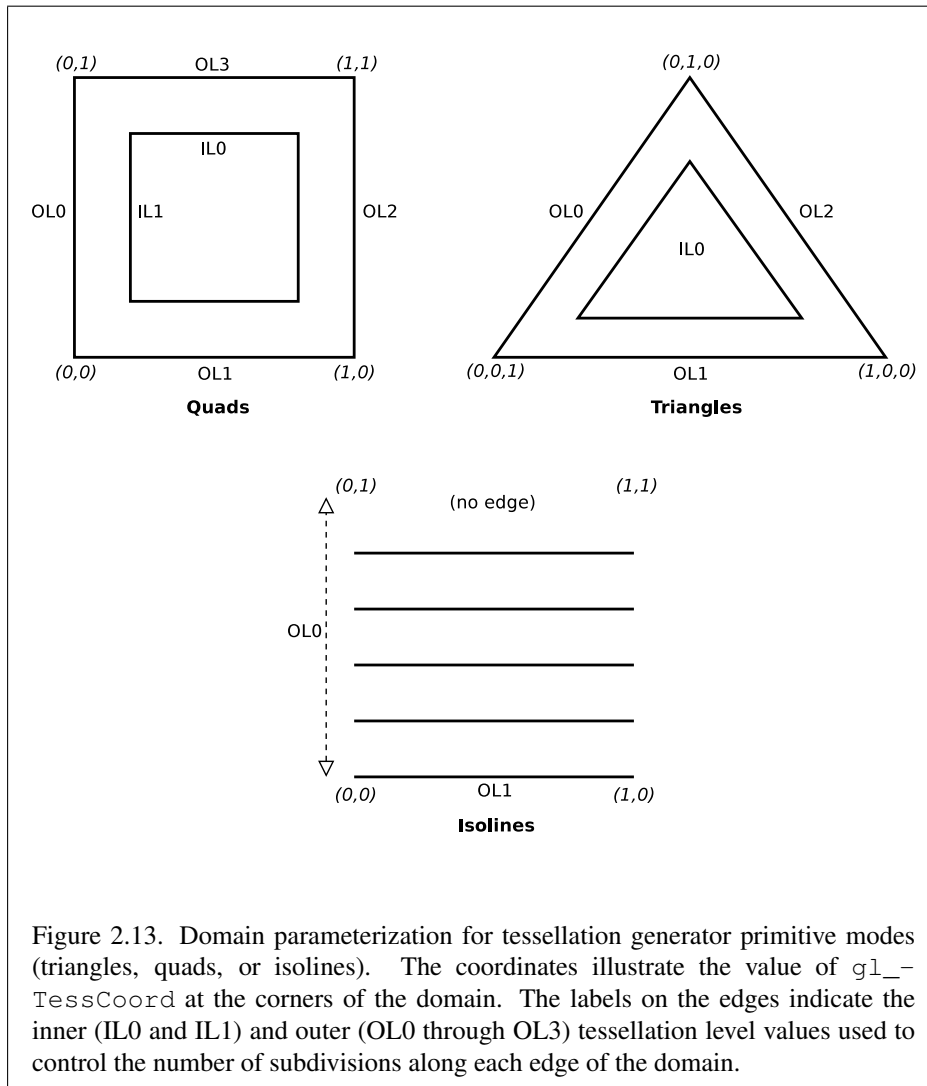 (0,1) OL3 (1,1)
IL0
OL0 IL1 OL2
(0,0) OL1 (1,0)
Quads
(0,1,0)
OL0 OL2
IL0
(0,0,1) OL1 (1,0,0)
Triangles
(0,1) (no edge) (1,1)
OL0
(0,0) OL1 (1,0)
Isolines
Figure 2.13. Domain parameterization for tessellation generator primitive modes
(triangles, quads, or isolines). The coordinates illustrate the value of gl_-
TessCoord at the corners of the domain. The labels on the edges indicate the
inner (IL0 and IL1) and outer (OL0 through OL3) tessellation level values used to
control the number of subdivisions along each edge of the domain.